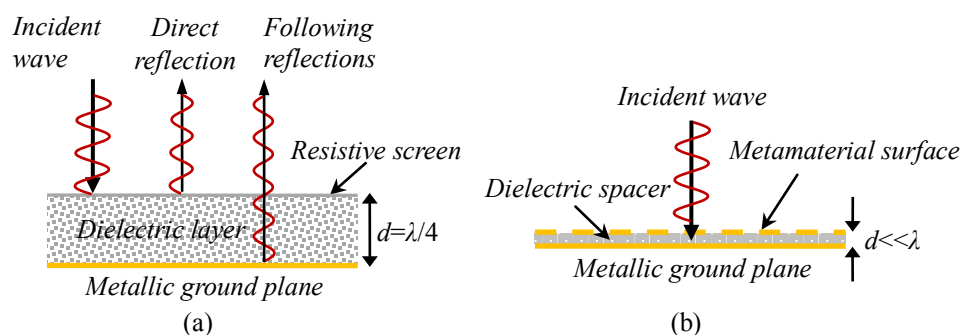 Incident
wave
Direct
reflection
Following
reflections
Resistive screen
Dielectric layer
d=λ/4
Metallic ground plane
(a)
Incident wave
Metamaterial surface
Dielectric spacer
d<<λ
Metallic ground plane
(b)